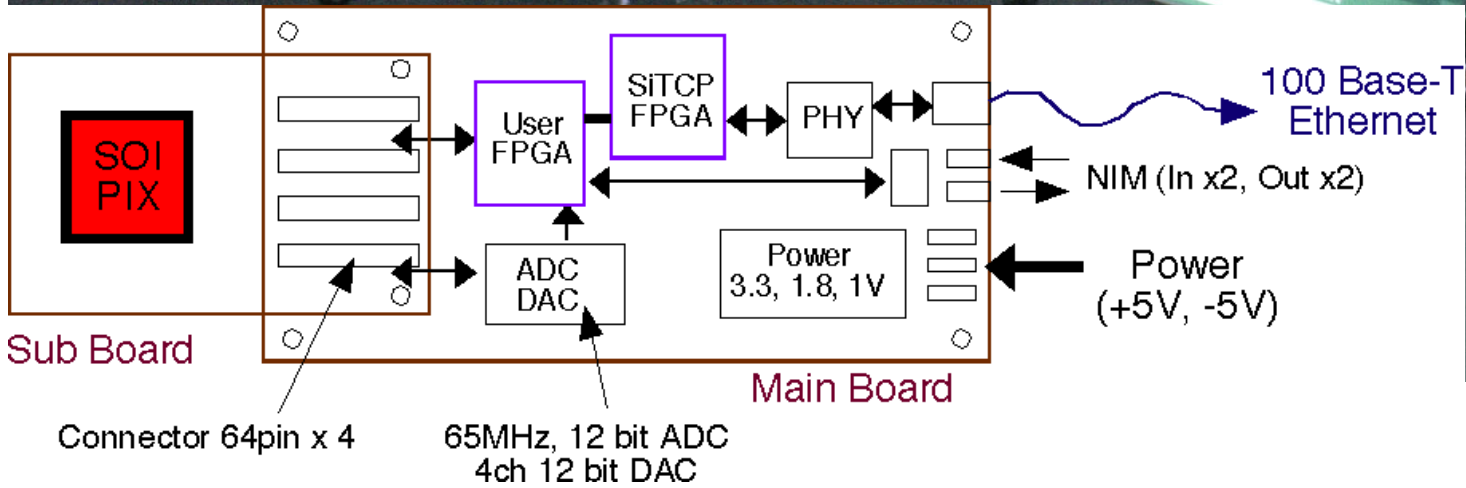 SOI
PIX
User
FPGA
SiTCP
FPGA
PHY
100 Base-T
Ethernet
NIM (In x2, Out x2)
ADC
DAC
Power
3.3, 1.8, 1V
Power
(+5V, -5V)
Sub Board
Main Board
Connector 64pin x 4
65MHz, 12 bit ADC
4ch 12 bit DAC